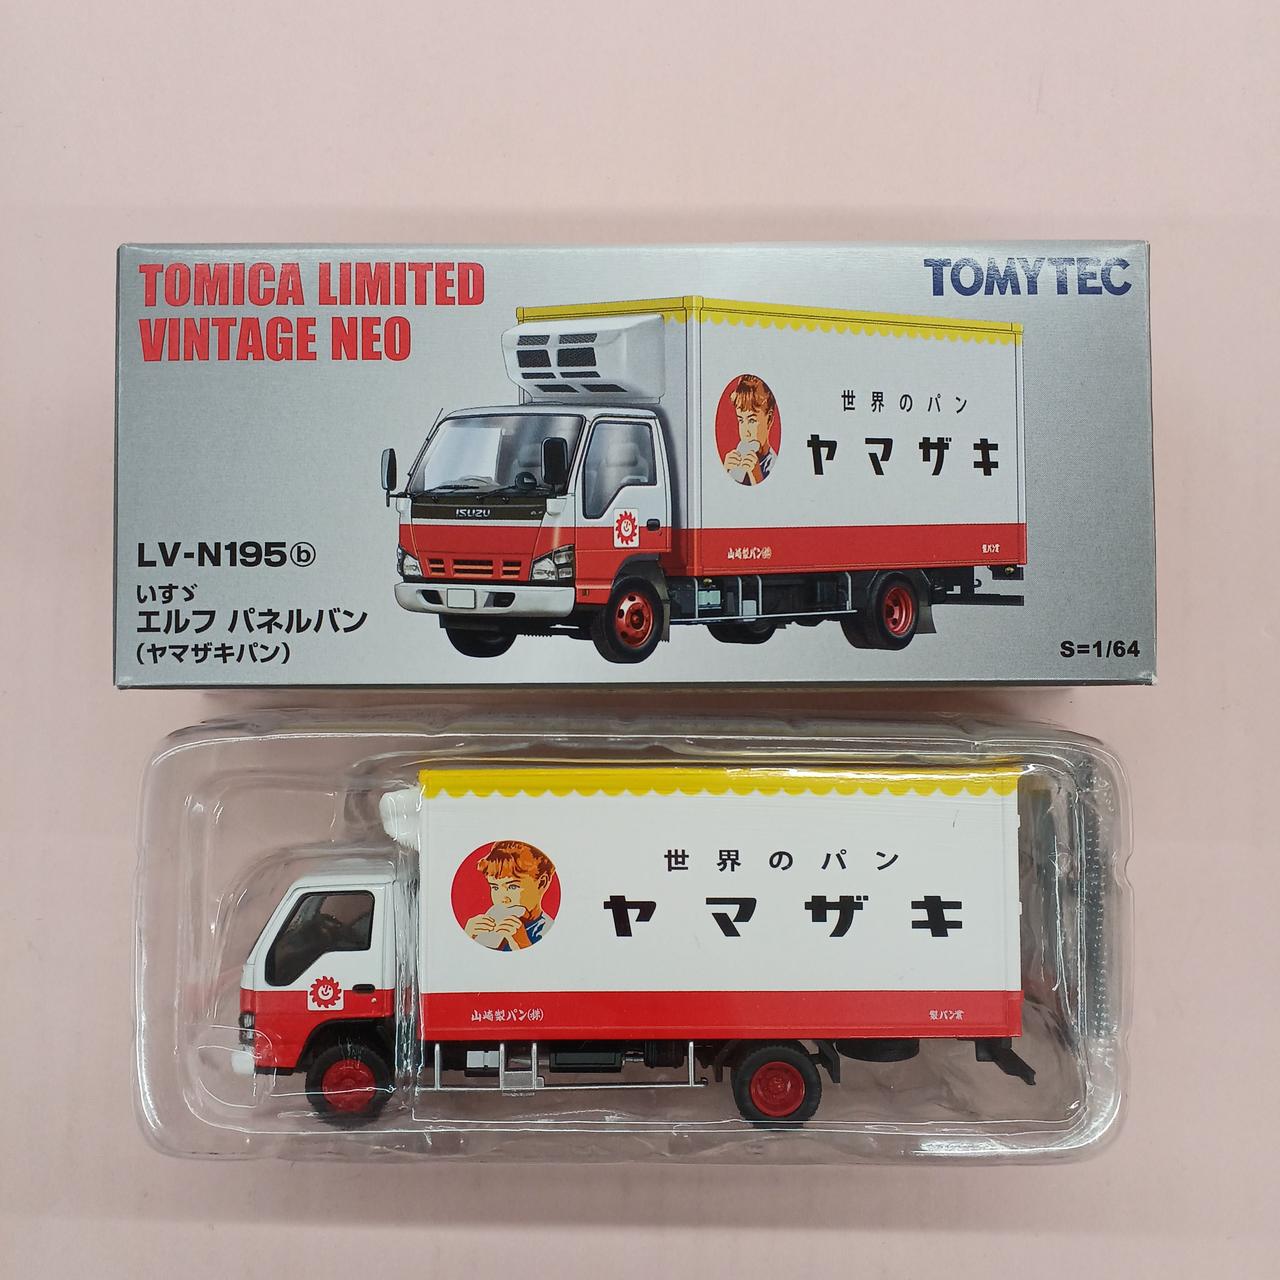 TOMICA LIMITED
VINTAGE NEO
TOMYTEC
世界のパン
ヤマザキ
ISUZU
山崎製パン㈱
製パン業
LV-N195ⓑ
いすゞ
エルフ パネルバン
(ヤマザキパン)
S=1/64
世界のパン
ヤマザキ
山崎製パン㈱
製パン業